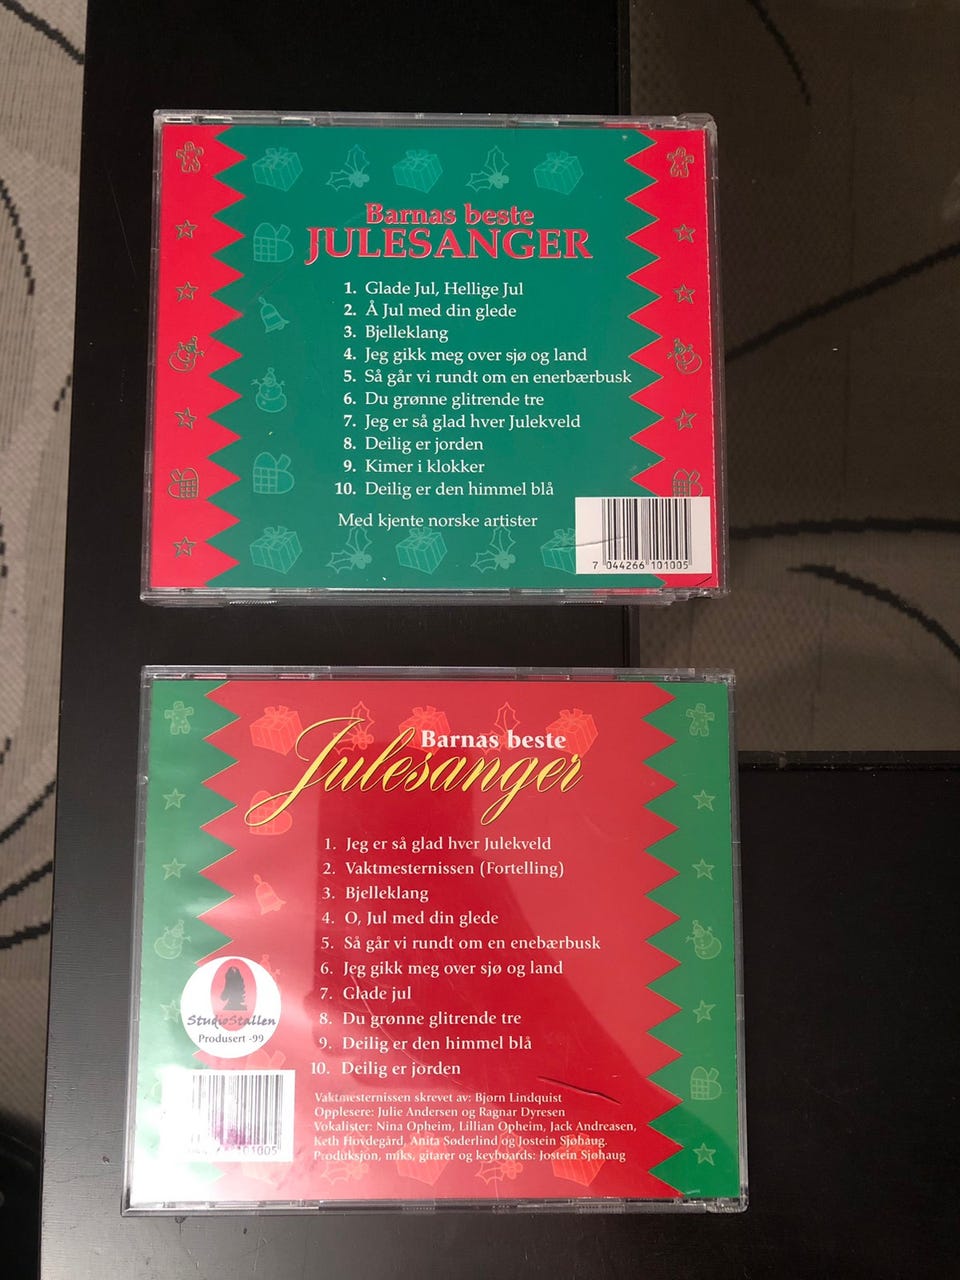 Barnas beste
JULESANGER
1. Glade Jul, Hellige Jul
2. Å Jul med din glede
3. Bjelleklang
4. Jeg gikk meg over sjø og land
5. Så går vi rundt om en enerbærbusk
6. Du grønne glitrende tre
7. Jeg er så glad hver Julekveld
8. Deilig er jorden
9. Kimer i kløkker
10. Deilig er den himmel blå
Med kjente norske artister
7 044266 101005
Barnas beste
Julesanger
1. Jeg er så glad hver Julekveld
2. Vaktmesternissen (Fortelling)
3. Bjelleklang
4. O, Jul med din glede
5. Så går vi rundt om en enebærbusk
6. Jeg gikk meg over sjø og land
7. Glade jul
8. Du grønne glitrende tre
9. Deilig er den himmel blå
10. Deilig er jorden
StudioStallen
Produsert -99
Vaktmesternissen skrevet av: Bjørn Lindquist
Opplesere: Julie Andersen og Ragnar Dyresen
Vokalister: Nina Opheim, Lillian Opheim, Jack Andreasen,
Keth Hovdegård, Anita Søderlind og Jostein Sjøhaug.
Produksjon, miks, gitarer og keyboards: Jostein Sjøhaug
101005